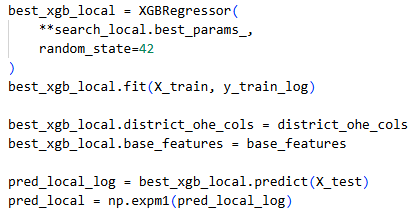 best_xgb_local = XGBRegressor(
    **search_local.best_params_,
    random_state=42
)
best_xgb_local.fit(X_train, y_train_log)

best_xgb_local.district_ohe_cols = district_ohe_cols
best_xgb_local.base_features = base_features

pred_local_log = best_xgb_local.predict(X_test)
pred_local = np.expm1(pred_local_log)